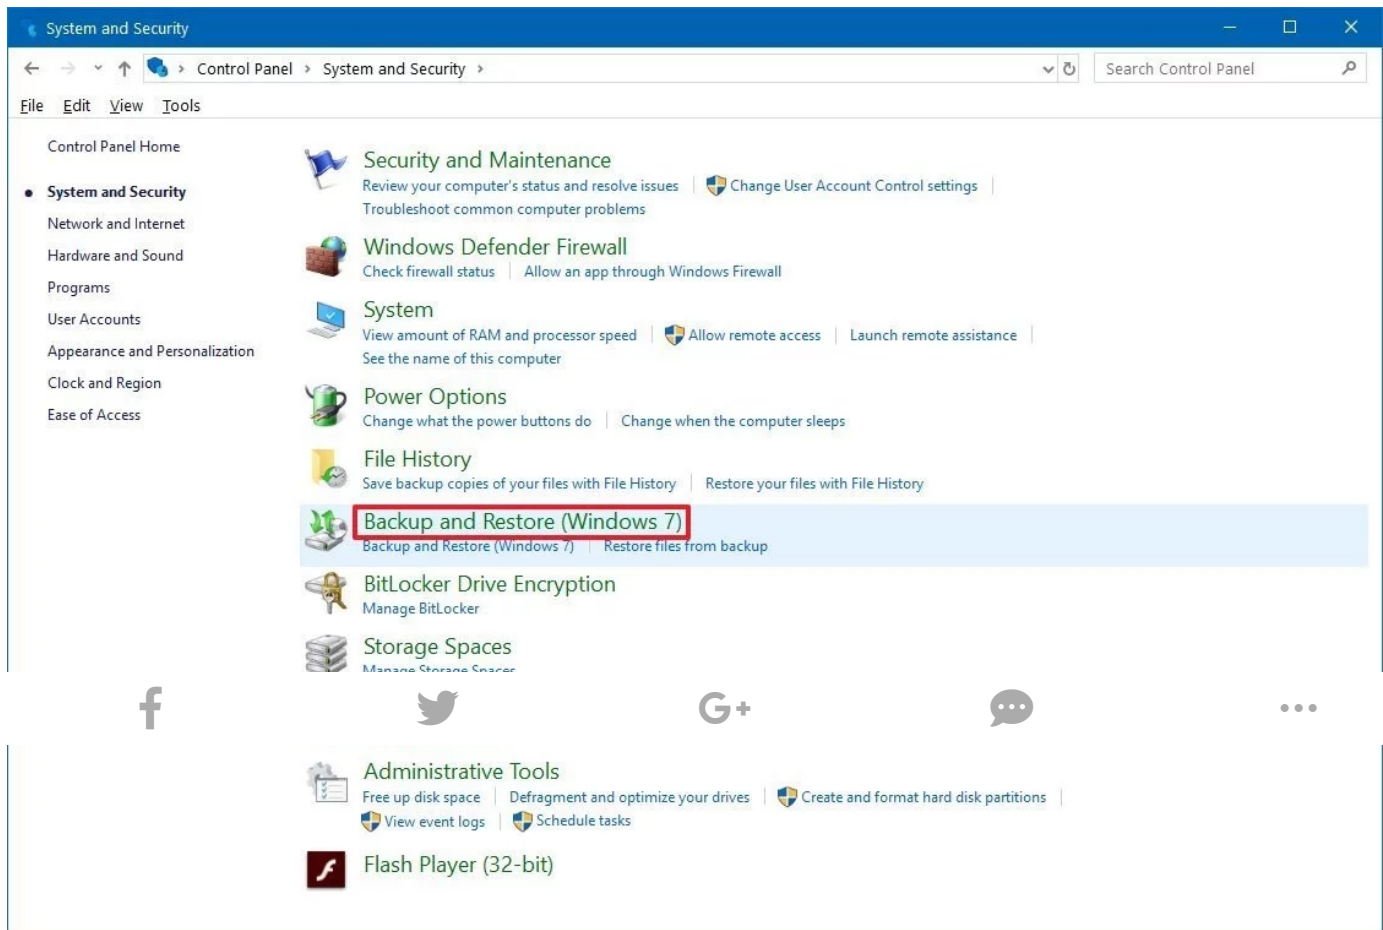 System and Security
Control Panel > System and Security >
Search Control Panel
File Edit View Tools
Control Panel Home
System and Security
Network and Internet
Hardware and Sound
Programs
User Accounts
Appearance and Personalization
Clock and Region
Ease of Access
Security and Maintenance
Review your computer's status and resolve issues | Change User Account Control settings |
Troubleshoot common computer problems
Windows Defender Firewall
Check firewall status | Allow an app through Windows Firewall
System
View amount of RAM and processor speed | Allow remote access | Launch remote assistance |
See the name of this computer
Power Options
Change what the power buttons do | Change when the computer sleeps
File History
Save backup copies of your files with File History | Restore your files with File History
Backup and Restore (Windows 7)
Backup and Restore (Windows 7) | Restore files from backup
BitLocker Drive Encryption
Manage BitLocker
Storage Spaces
Manage Storage Spaces
G+
Administrative Tools
Free up disk space | Defragment and optimize your drives | Create and format hard disk partitions |
View event logs | Schedule tasks
Flash Player (32-bit)